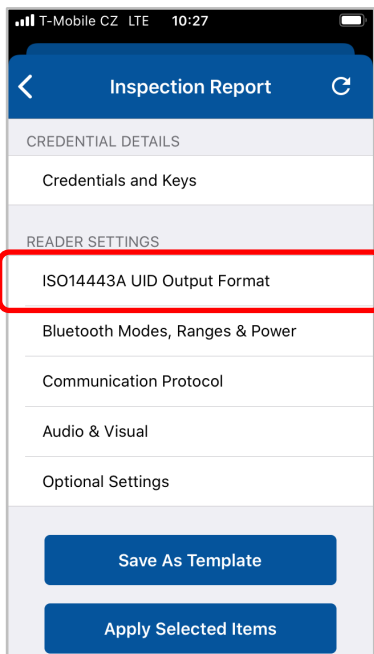 T-Mobile CZ LTE 10:27
Inspection Report
CREDENTIAL DETAILS
Credentials and Keys
READER SETTINGS
ISO14443A UID Output Format
Bluetooth Modes, Ranges & Power
Communication Protocol
Audio & Visual
Optional Settings
Save As Template
Apply Selected Items